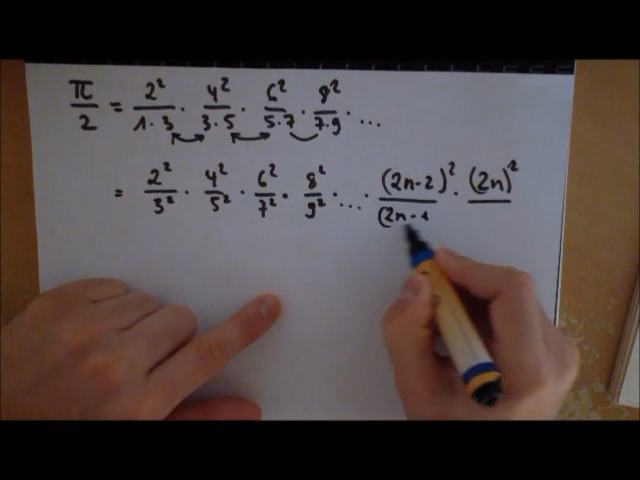 π/2 = 2²/1·3 · 4²/3·5 · 6²/5·7 · 8²/7·9 · ...
= 2²/3² · 4²/5² · 6²/7² · 8²/9² · ... · (2n-2)²/(2n-1 · (2n)²/